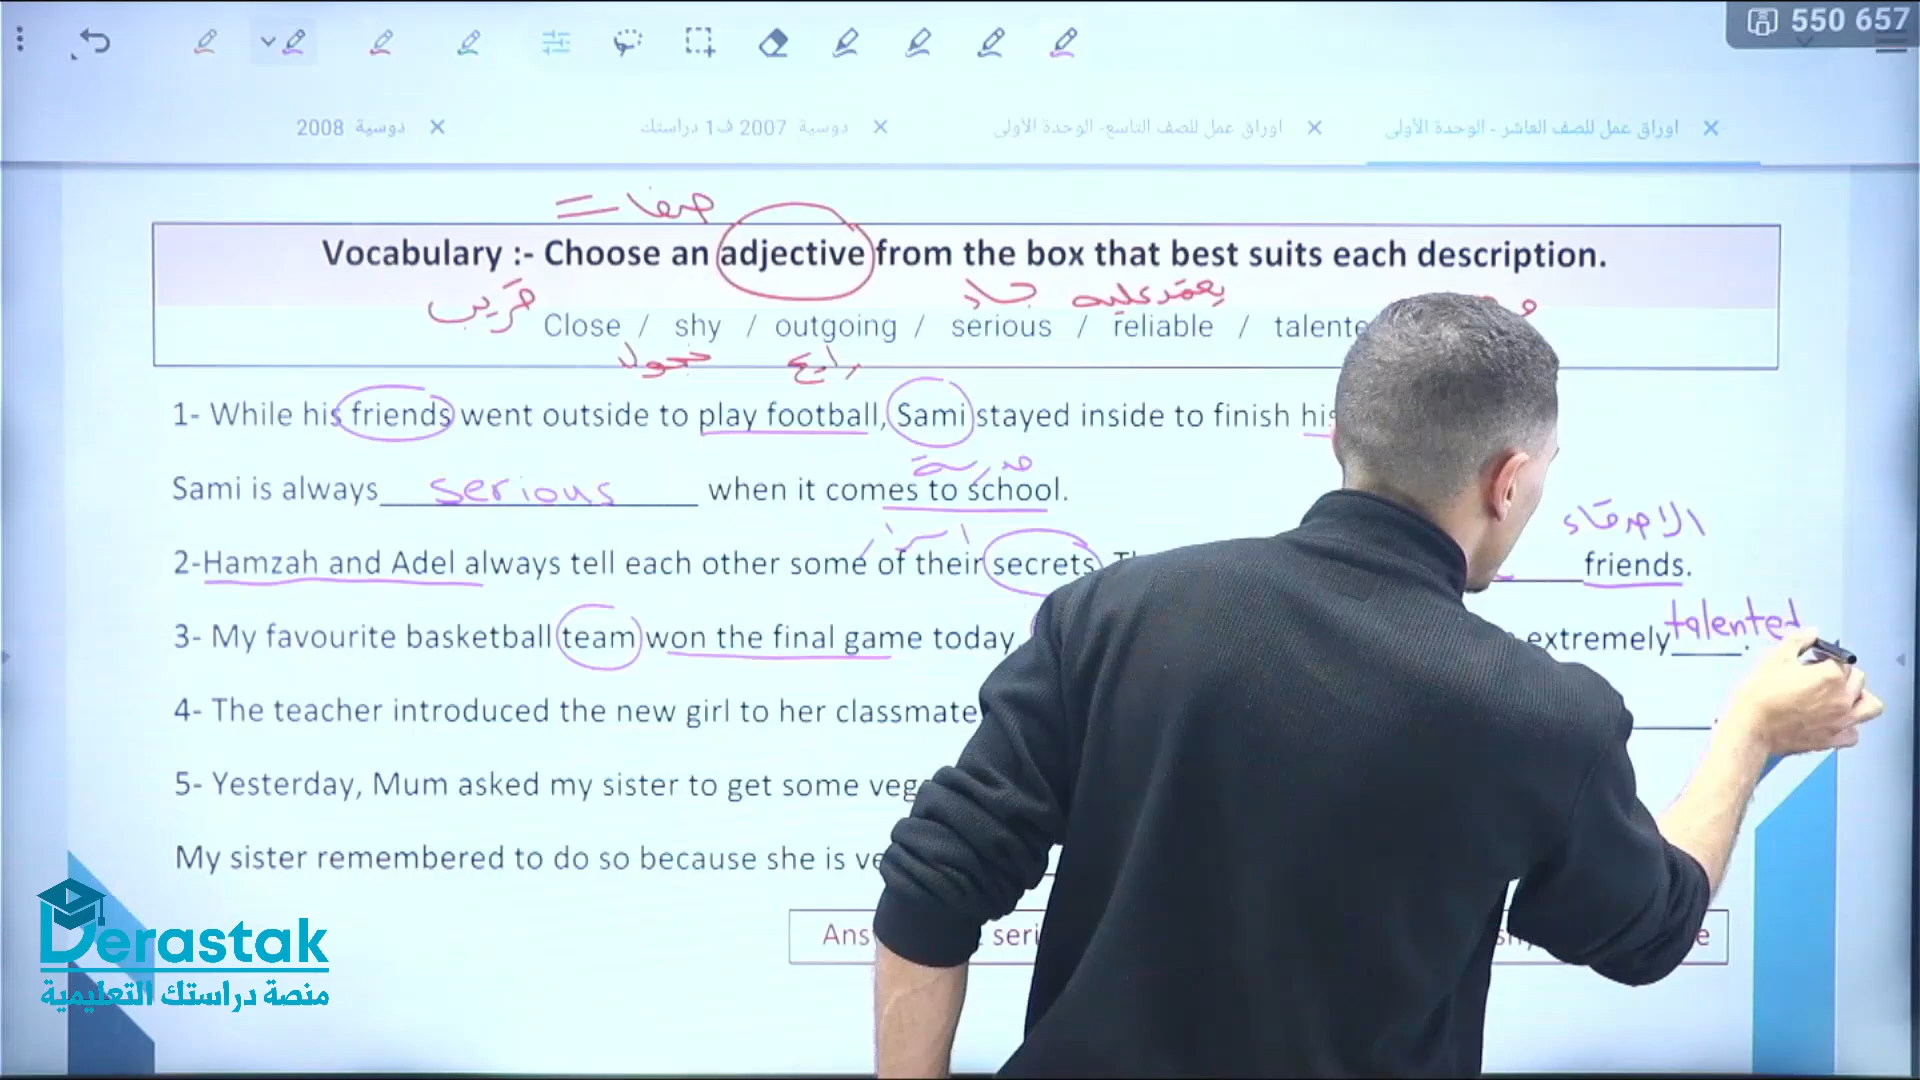 550 657
دوسية 2008
دوسية 2007 ف1 دراستك
اوراق عمل للصف التاسع- الوحدة الأولى
اوراق عمل للصف العاشر - الوحدة الأولى
صفات =
Vocabulary :- Choose an adjective from the box that best suits each description.
قريب جاد يعتمد عليه
Close / shy / outgoing / serious / reliable / talente
خجول رائع
1- While his friends went outside to play football, Sami stayed inside to finish his
مدرسة
Sami is always serious when it comes to school.
اسرار الاصدقاء
2-Hamzah and Adel always tell each other some of their secrets. friends.
3- My favourite basketball team won the final game today extremely talented.
4- The teacher introduced the new girl to her classmate
5- Yesterday, Mum asked my sister to get some veg
My sister remembered to do so because she is ve
Ans seri sh e
Derastak
منصة دراستك التعليمية